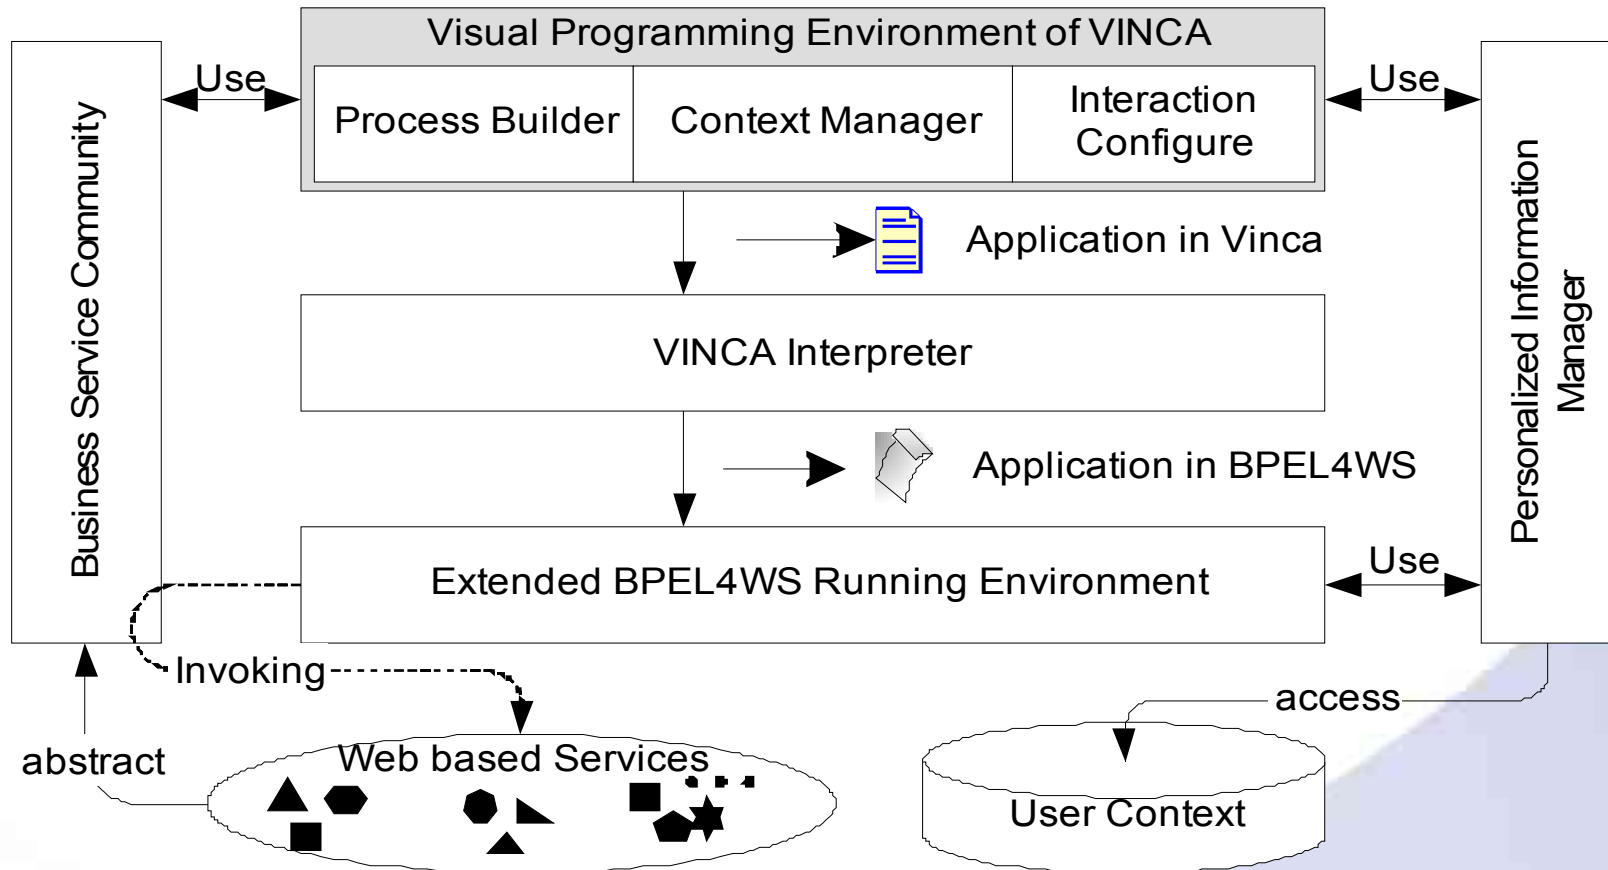 Visual Programming Environment of VINCA
Use
Use
Process Builder
Context Manager
Interaction
Configure
Business Service Community
Personalized Information
Manager
Application in Vinca
VINCA Interpreter
Application in BPEL4WS
Extended BPEL4WS Running Environment
Use
Invoking
access
abstract
Web based Services
User Context